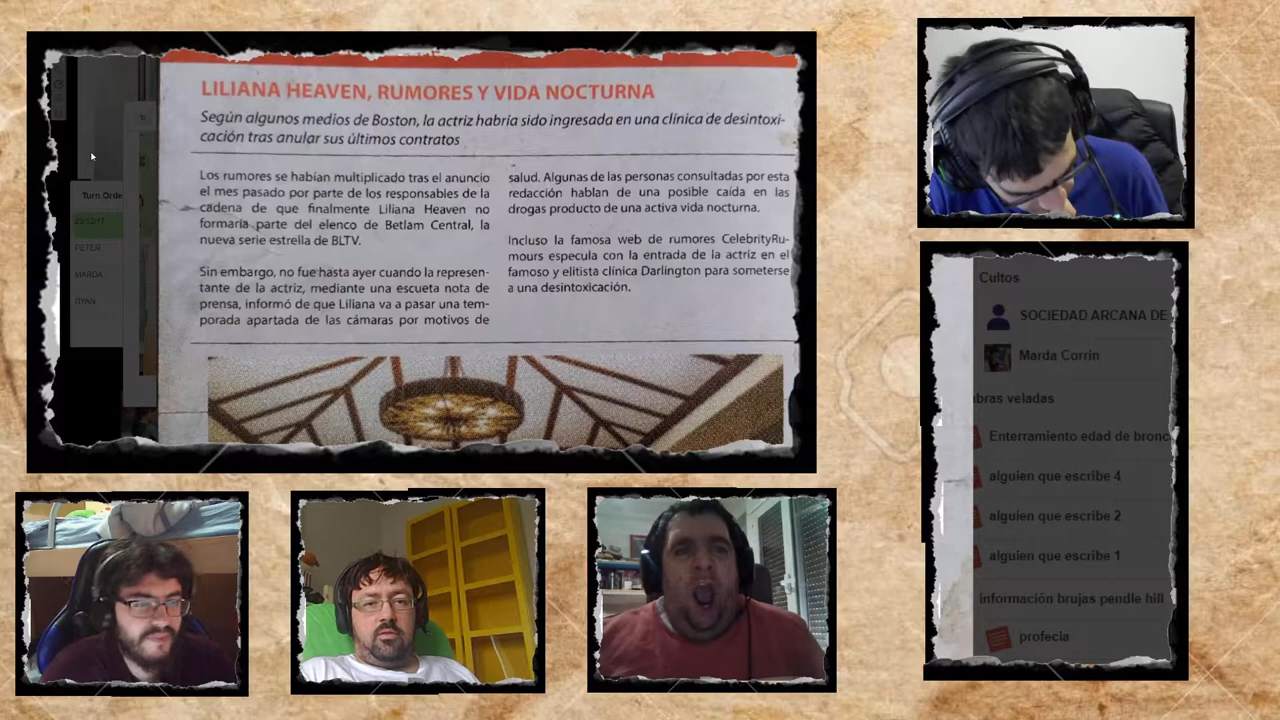 LILIANA HEAVEN, RUMORES Y VIDA NOCTURNA
Según algunos medios de Boston, la actriz habría sido ingresada en una clínica de desintoxi-
cación tras anular sus últimos contratos
Los rumores se habían multiplicado tras el anuncio
el mes pasado por parte de los responsables de la
cadena de que finalmente Liliana Heaven no
formaría parte del elenco de Betlam Central, la
nueva serie estrella de BLTV.
Sin embargo, no fue hasta ayer cuando la represen-
tante de la actriz, mediante una escueta nota de
prensa, informó de que Liliana va a pasar una tem-
porada apartada de las cámaras por motivos de
salud. Algunas de las personas consultadas por esta
redacción hablan de una posible caída en las
drogas producto de una activa vida nocturna.
Incluso la famosa web de rumores CelebrityRu-
mours especula con la entrada de la actriz en el
famoso y elitista clínica Darlington para someterse
a una desintoxicación.
Turn Orde
PETER
MARDA
RYAN
Cultos
SOCIEDAD ARCANA DE
Marda Corrin
bras veladas
Enterramiento edad de bronc
alguien que escribe 4
alguien que escribe 2
alguien que escribe 1
información brujas pendle hill
profecia